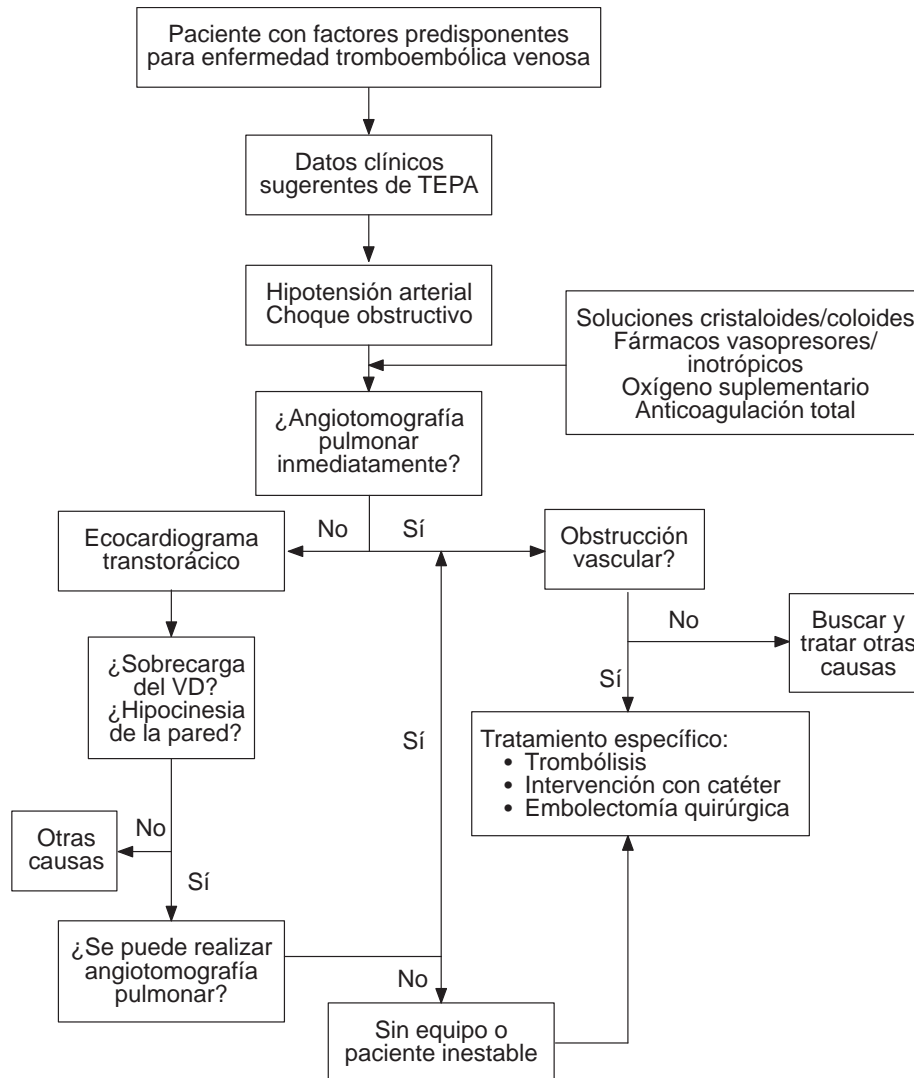 Paciente con factores predisponentes
para enfermedad tromboembólica venosa
Datos clínicos
sugerentes de TEPA
Hipotensión arterial
Choque obstructivo
Soluciones cristaloides/coloides
Fármacos vasopresores/
inotrópicos
Oxígeno suplementario
Anticoagulación total
¿Angiotomografía
pulmonar
inmediatamente?
No
Sí
Ecocardiograma
transtorácico
Obstrucción
vascular?
No
Buscar y
tratar otras
causas
¿Sobrecarga
del VD?
¿Hipocinesia
de la pared?
Sí
Sí
Tratamiento específico:
• Trombólisis
• Intervención con catéter
• Embolectomía quirúrgica
No
Otras
causas
Sí
¿Se puede realizar
angiotomografía
pulmonar?
No
Sin equipo o
paciente inestable